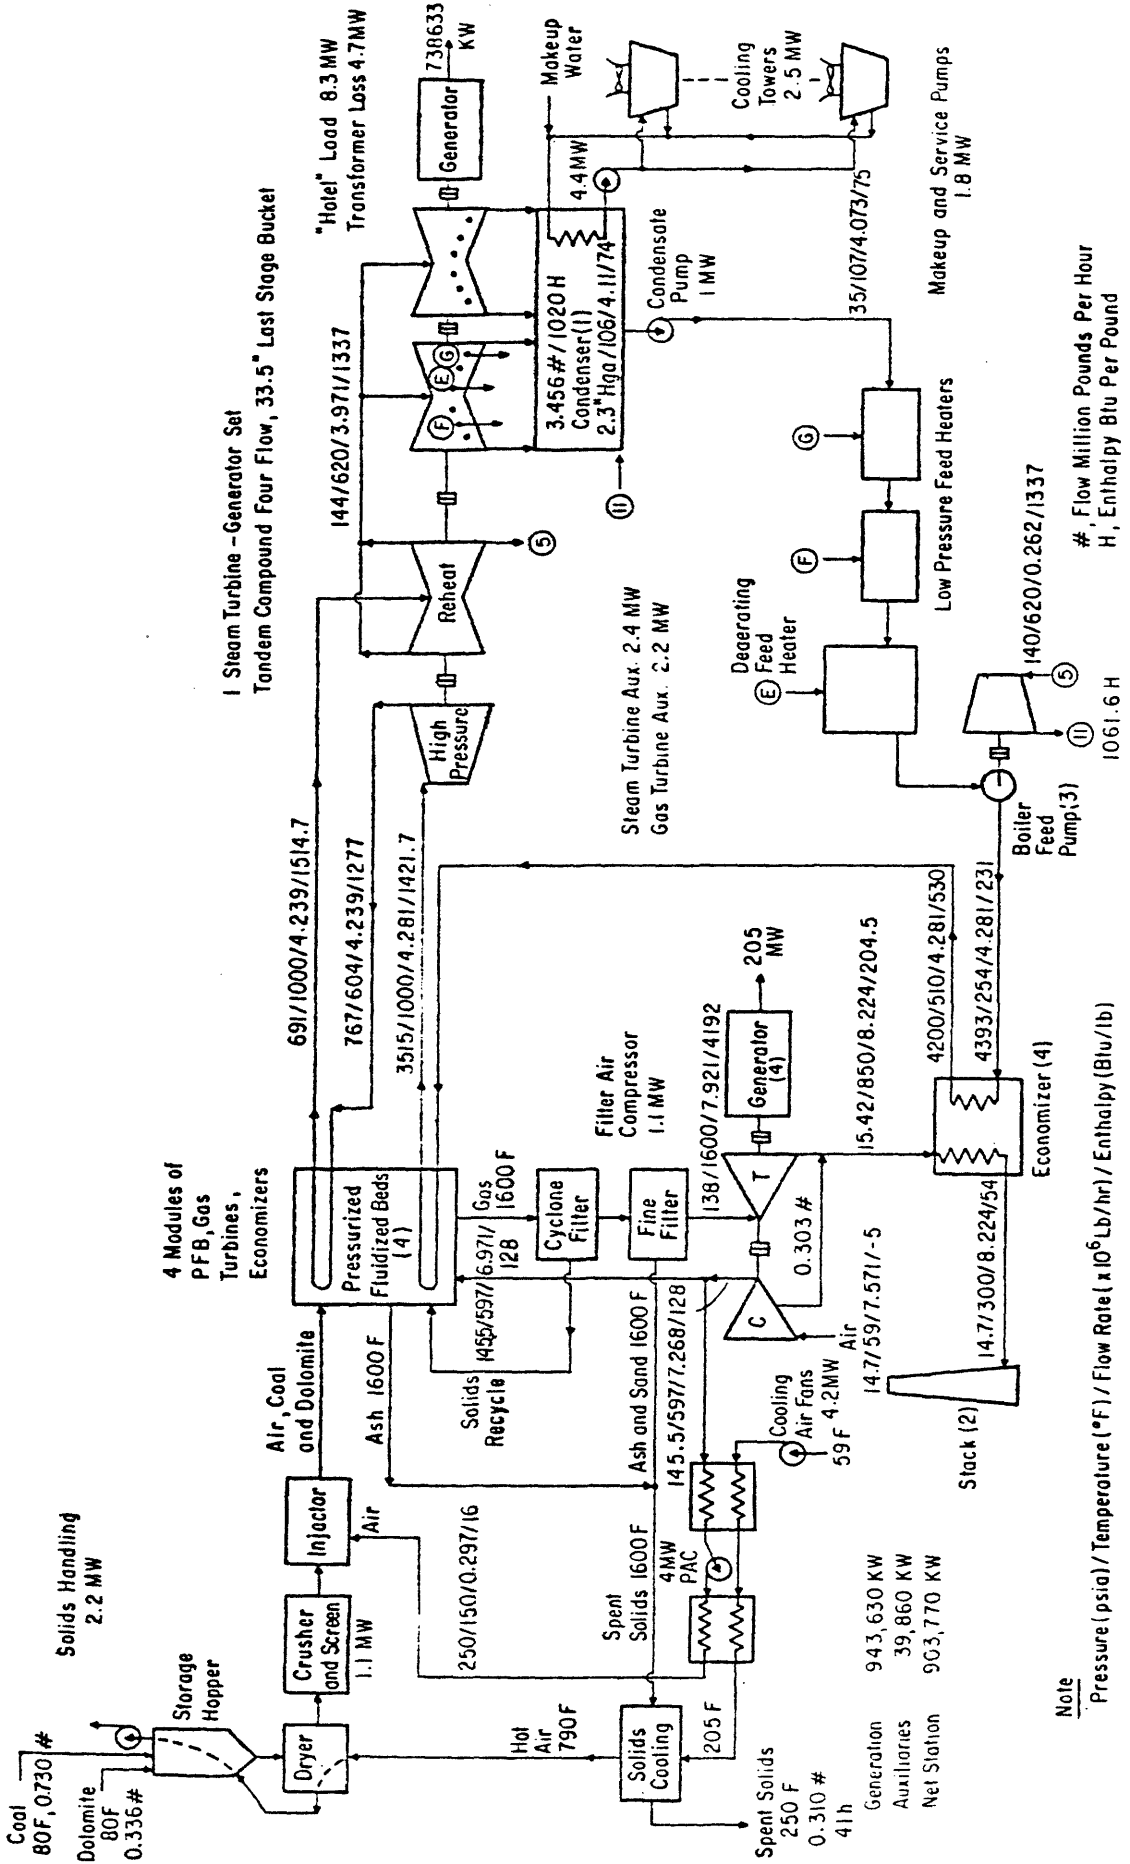 1 Steam Turbine-Generator Set
Tandem Compound Four Flow, 33.5" Last Stage Bucket
"Hotel" Load 8.3 MW
Transformer Loss 4.7MW
738633
KW
Generator
144/620/3.971/1337
Makeup
Water
Cooling
Towers
2.5 MW
4.4MW
3.456#/1020H
Condenser(1)
2.3"Hga/106/4.11/74
Condensate
Pump
1 MW
35/107/4.073/75
Makeup and Service Pumps
1.8 MW
G
E
F
11
Reheat
5
High
Pressure
691/1000/4.239/1514.7
767/604/4.239/1277
3515/1000/4.281/1421.7
Steam Turbine Aux. 2.4 MW
Gas Turbine Aux. 2.2 MW
G
Low Pressure Feed Heaters
F
Deaerating
Feed
Heater
E
140/620/0.262/1337
5
11
1061.6 H
Boiler
Feed
Pump(3)
#, Flow Million Pounds Per Hour
H, Enthalpy Btu Per Pound
4 Modules of
PFB, Gas
Turbines,
Economizers
Pressurized
Fluidized Beds
(4)
Gas
1600 F
1455/597/6.971/
128
Cyclone
Filter
Fine
Filter
Filter Air
Compressor
1.1 MW
138/1600/7.921/4192
Generator
(4)
205
MW
T
C
0.303 #
Air
14.7/59/7.571/-5
15.42/850/8.224/204.5
4200/510/4.281/530
4393/254/4.281/231
Economizer (4)
14.7/300/8.224/54
Stack (2)
Air, Coal
and Dolomite
Ash 1600 F
Solids
Recycle
Ash and Sand 1600 F
145.5/597/7.268/128
Cooling
Air Fans
4.2MW
59F
Solids Handling
2.2 MW
Injactor
Air
Crusher
and Screen
1.1 MW
250/150/0.297/16
Spent
Solids 1600F
4MW
PAC
Storage
Hopper
Coal
80F, 0.730 #
Dolomite
80F
0.336#
Dryer
Hot
Air
790F
Solids
Cooling
205 F
Spent Solids
250 F
0.310 #
41h
Generation 943,630 KW
Auxiliaries 39,860 KW
Net Station 903,770 KW
Note
Pressure(psia)/Temperature(°F)/Flow Rate(x10⁶Lb/hr)/Enthalpy(Btu/lb)